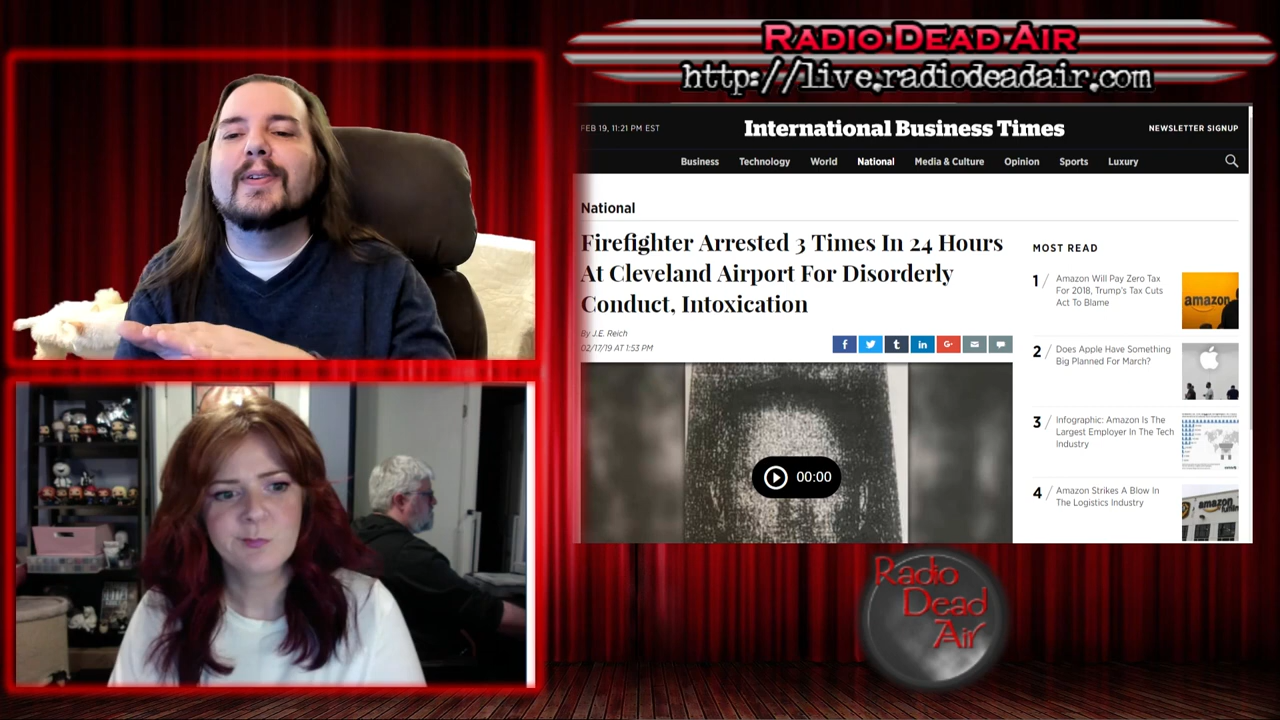 Radio Dead Air
http://live.radiodeadair.com
FEB 19, 11:21 PM EST
International Business Times
NEWSLETTER SIGNUP
Business Technology World National Media & Culture Opinion Sports Luxury
National
Firefighter Arrested 3 Times In 24 Hours
At Cleveland Airport For Disorderly
Conduct, Intoxication
By J.E. Reich
02/17/19 AT 1:53 PM
MOST READ
1 / Amazon Will Pay Zero Tax
For 2018, Trump's Tax Cuts
Act To Blame
amazon
2 / Does Apple Have Something
Big Planned For March?
3 / Infographic: Amazon Is The
Largest Employer In The Tech
Industry
4 / Amazon Strikes A Blow In
The Logistics Industry
amazon
00:00
Radio
Dead
Air